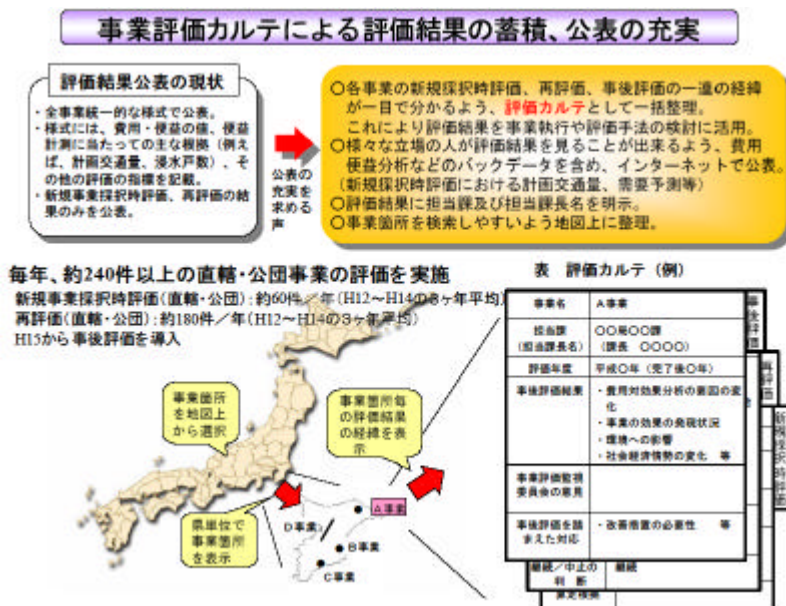 事業評価カルテによる評価結果の蓄積、公表の充実
評価結果公表の現状
・全事業統一的な様式で公表。
・様式には、費用・便益の値、便益
計測に当たっての主な根拠（例え
ば、計画交通量、浸水戸数）、そ
の他の評価の指標を記載。
・新規事業採択時評価、再評価の結
果のみを公表。
公表の
充実を
求める
声
〇各事業の新規採択時評価、再評価、事後評価の一連の経緯
が一目で分かるよう、評価カルテとして一括整理。
これにより評価結果を事業執行や評価手法の検討に活用。
〇様々な立場の人が評価結果を見ることが出来るよう、費用
便益分析などのバックデータを含め、インターネットで公表。
（新規採択時評価における計画交通量、需要予測等）
〇評価結果に担当課及び担当課長名を明示。
〇事業箇所を検索しやすいよう地図上に整理。
毎年、約240件以上の直轄・公団事業の評価を実施
新規事業採択時評価（直轄・公団）：約60件／年（H12～H14の3ヶ年平均）
再評価（直轄・公団）：約180件／年（H12～H14の3ヶ年平均）
H15から事後評価を導入
事業箇所
を地図上
から選択
事業箇所毎
の評価結果
の経緯を表
示
県単位で
事業箇所
を表示
A事業
D事業
B事業
C事業
表　評価カルテ（例）
事業名　A事業
担当課　〇〇局〇〇課
（担当課長名）　（課長　〇〇〇〇）
評価年度　平成〇年（完了後〇年）
事後評価結果　・費用対効果分析の要因の変
化
・事業の効果の発現状況
・環境への影響
・社会経済情勢の変化　等
事業評価監視
委員会の意見
事後評価を踏　・改善措置の必要性　等
まえた対応
事後評価
再評価
新規採択時評価
継続／中止の　継続
判　断
算定根拠